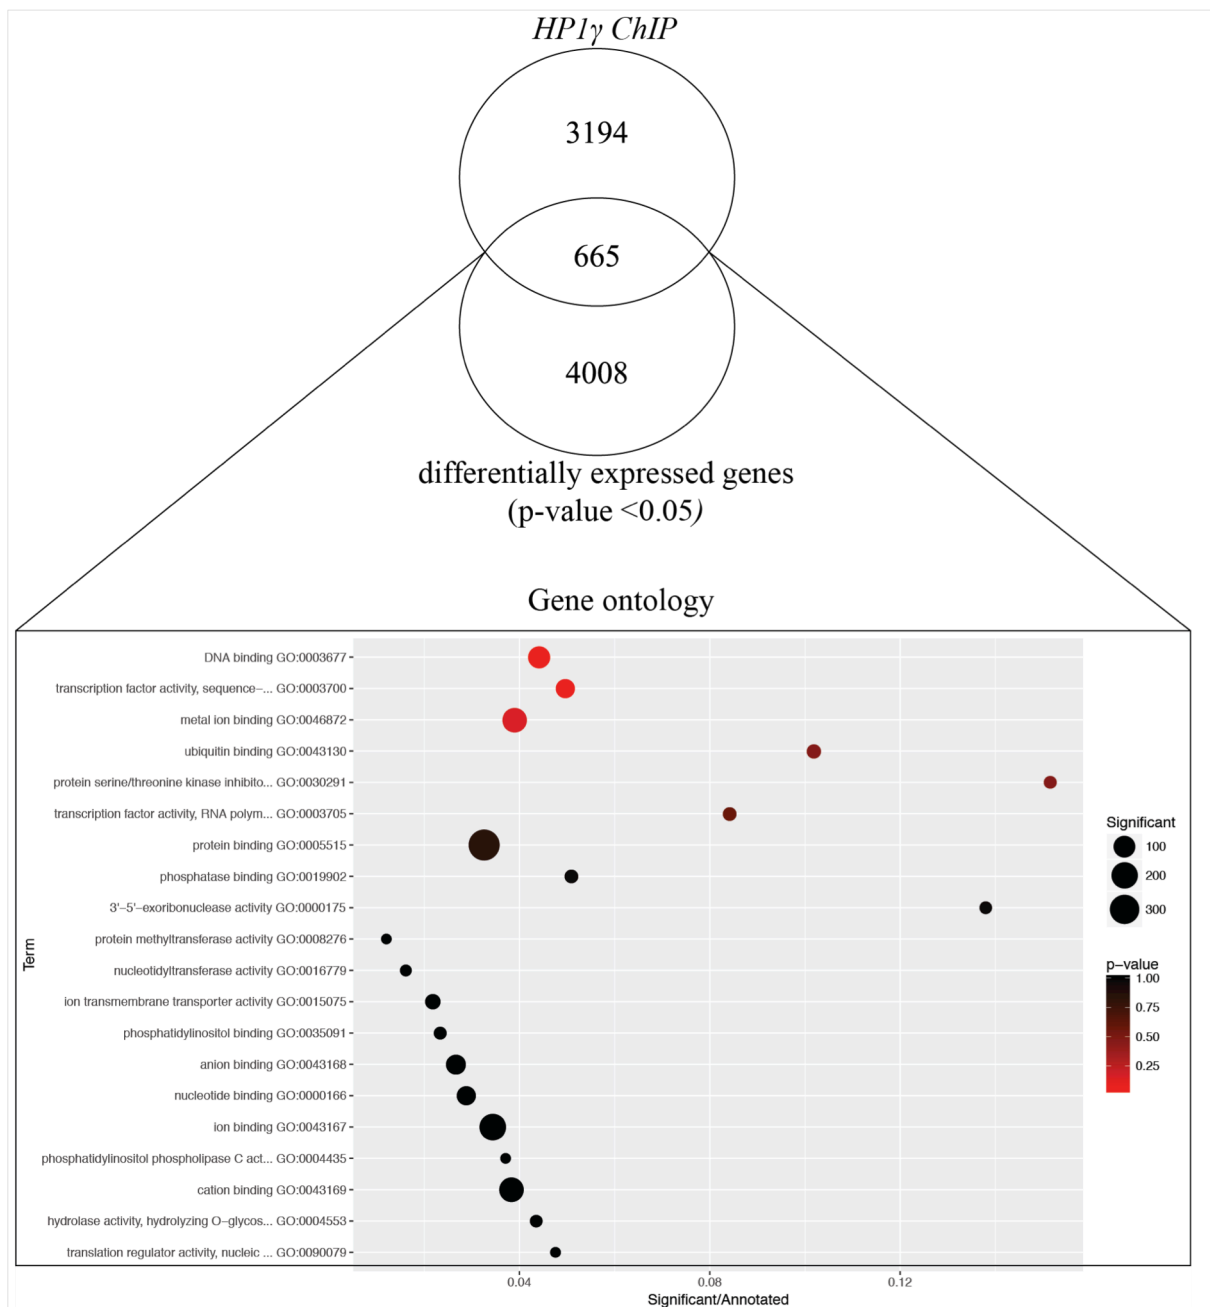 HP1γ ChIP
3194
665
4008
differentially expressed genes
(p-value <0.05)
Gene ontology
Term
DNA binding GO:0003677
transcription factor activity, sequence−... GO:0003700
metal ion binding GO:0046872
ubiquitin binding GO:0043130
protein serine/threonine kinase inhibito... GO:0030291
transcription factor activity, RNA polym... GO:0003705
protein binding GO:0005515
phosphatase binding GO:0019902
3'−5'−exoribonuclease activity GO:0000175
protein methyltransferase activity GO:0008276
nucleotidyltransferase activity GO:0016779
ion transmembrane transporter activity GO:0015075
phosphatidylinositol binding GO:0035091
anion binding GO:0043168
nucleotide binding GO:0000166
ion binding GO:0043167
phosphatidylinositol phospholipase C act... GO:0004435
cation binding GO:0043169
hydrolase activity, hydrolyzing O−glycos... GO:0004553
translation regulator activity, nucleic ... GO:0090079
0.04 0.08 0.12
Significant/Annotated
Significant
100
200
300
p−value
1.00
0.75
0.50
0.25